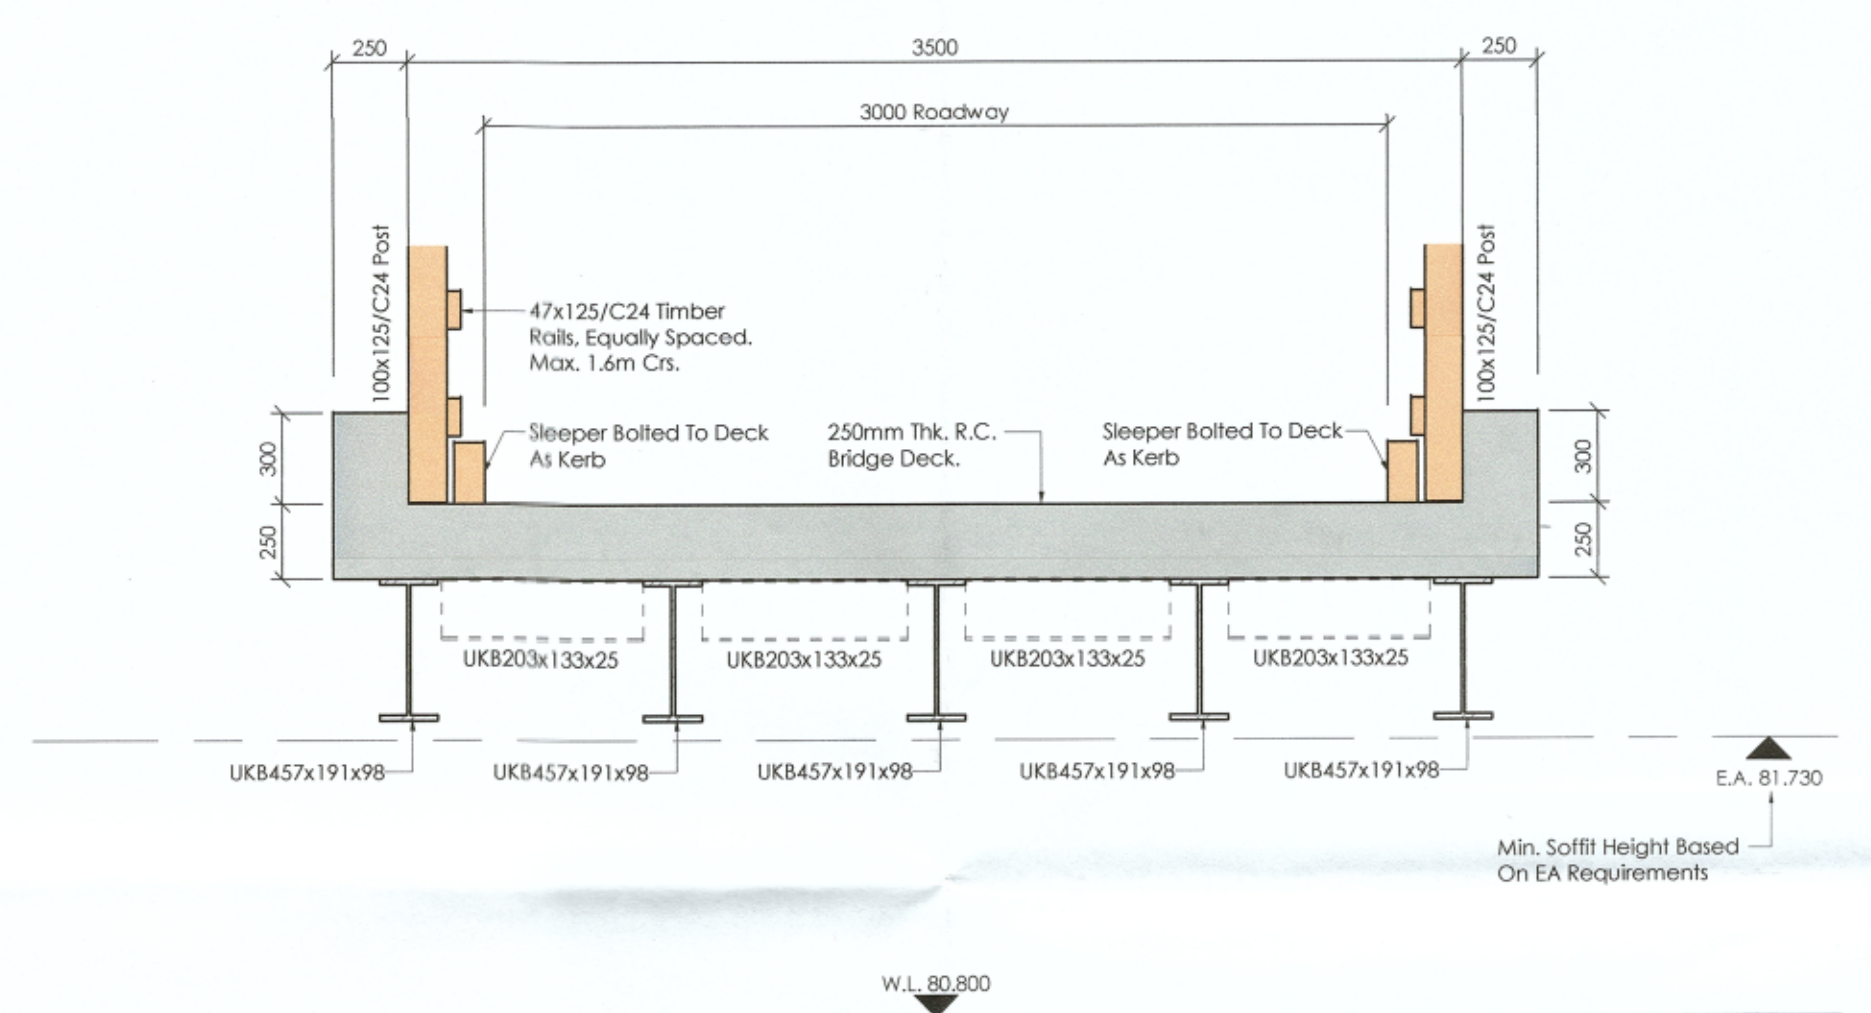 250
3500
250
3000 Roadway
100x125/C24 Post
100x125/C24 Post
47x125/C24 Timber
Rails, Equally Spaced.
Max. 1.6m Crs.
Sleeper Bolted To Deck
As Kerb
250mm Thk. R.C.
Bridge Deck.
Sleeper Bolted To Deck
As Kerb
300
300
250
250
UKB203x133x25
UKB203x133x25
UKB203x133x25
UKB203x133x25
UKB457x191x98
UKB457x191x98
UKB457x191x98
UKB457x191x98
UKB457x191x98
E.A. 81.730
Min. Soffit Height Based
On EA Requirements
W.L. 80.800